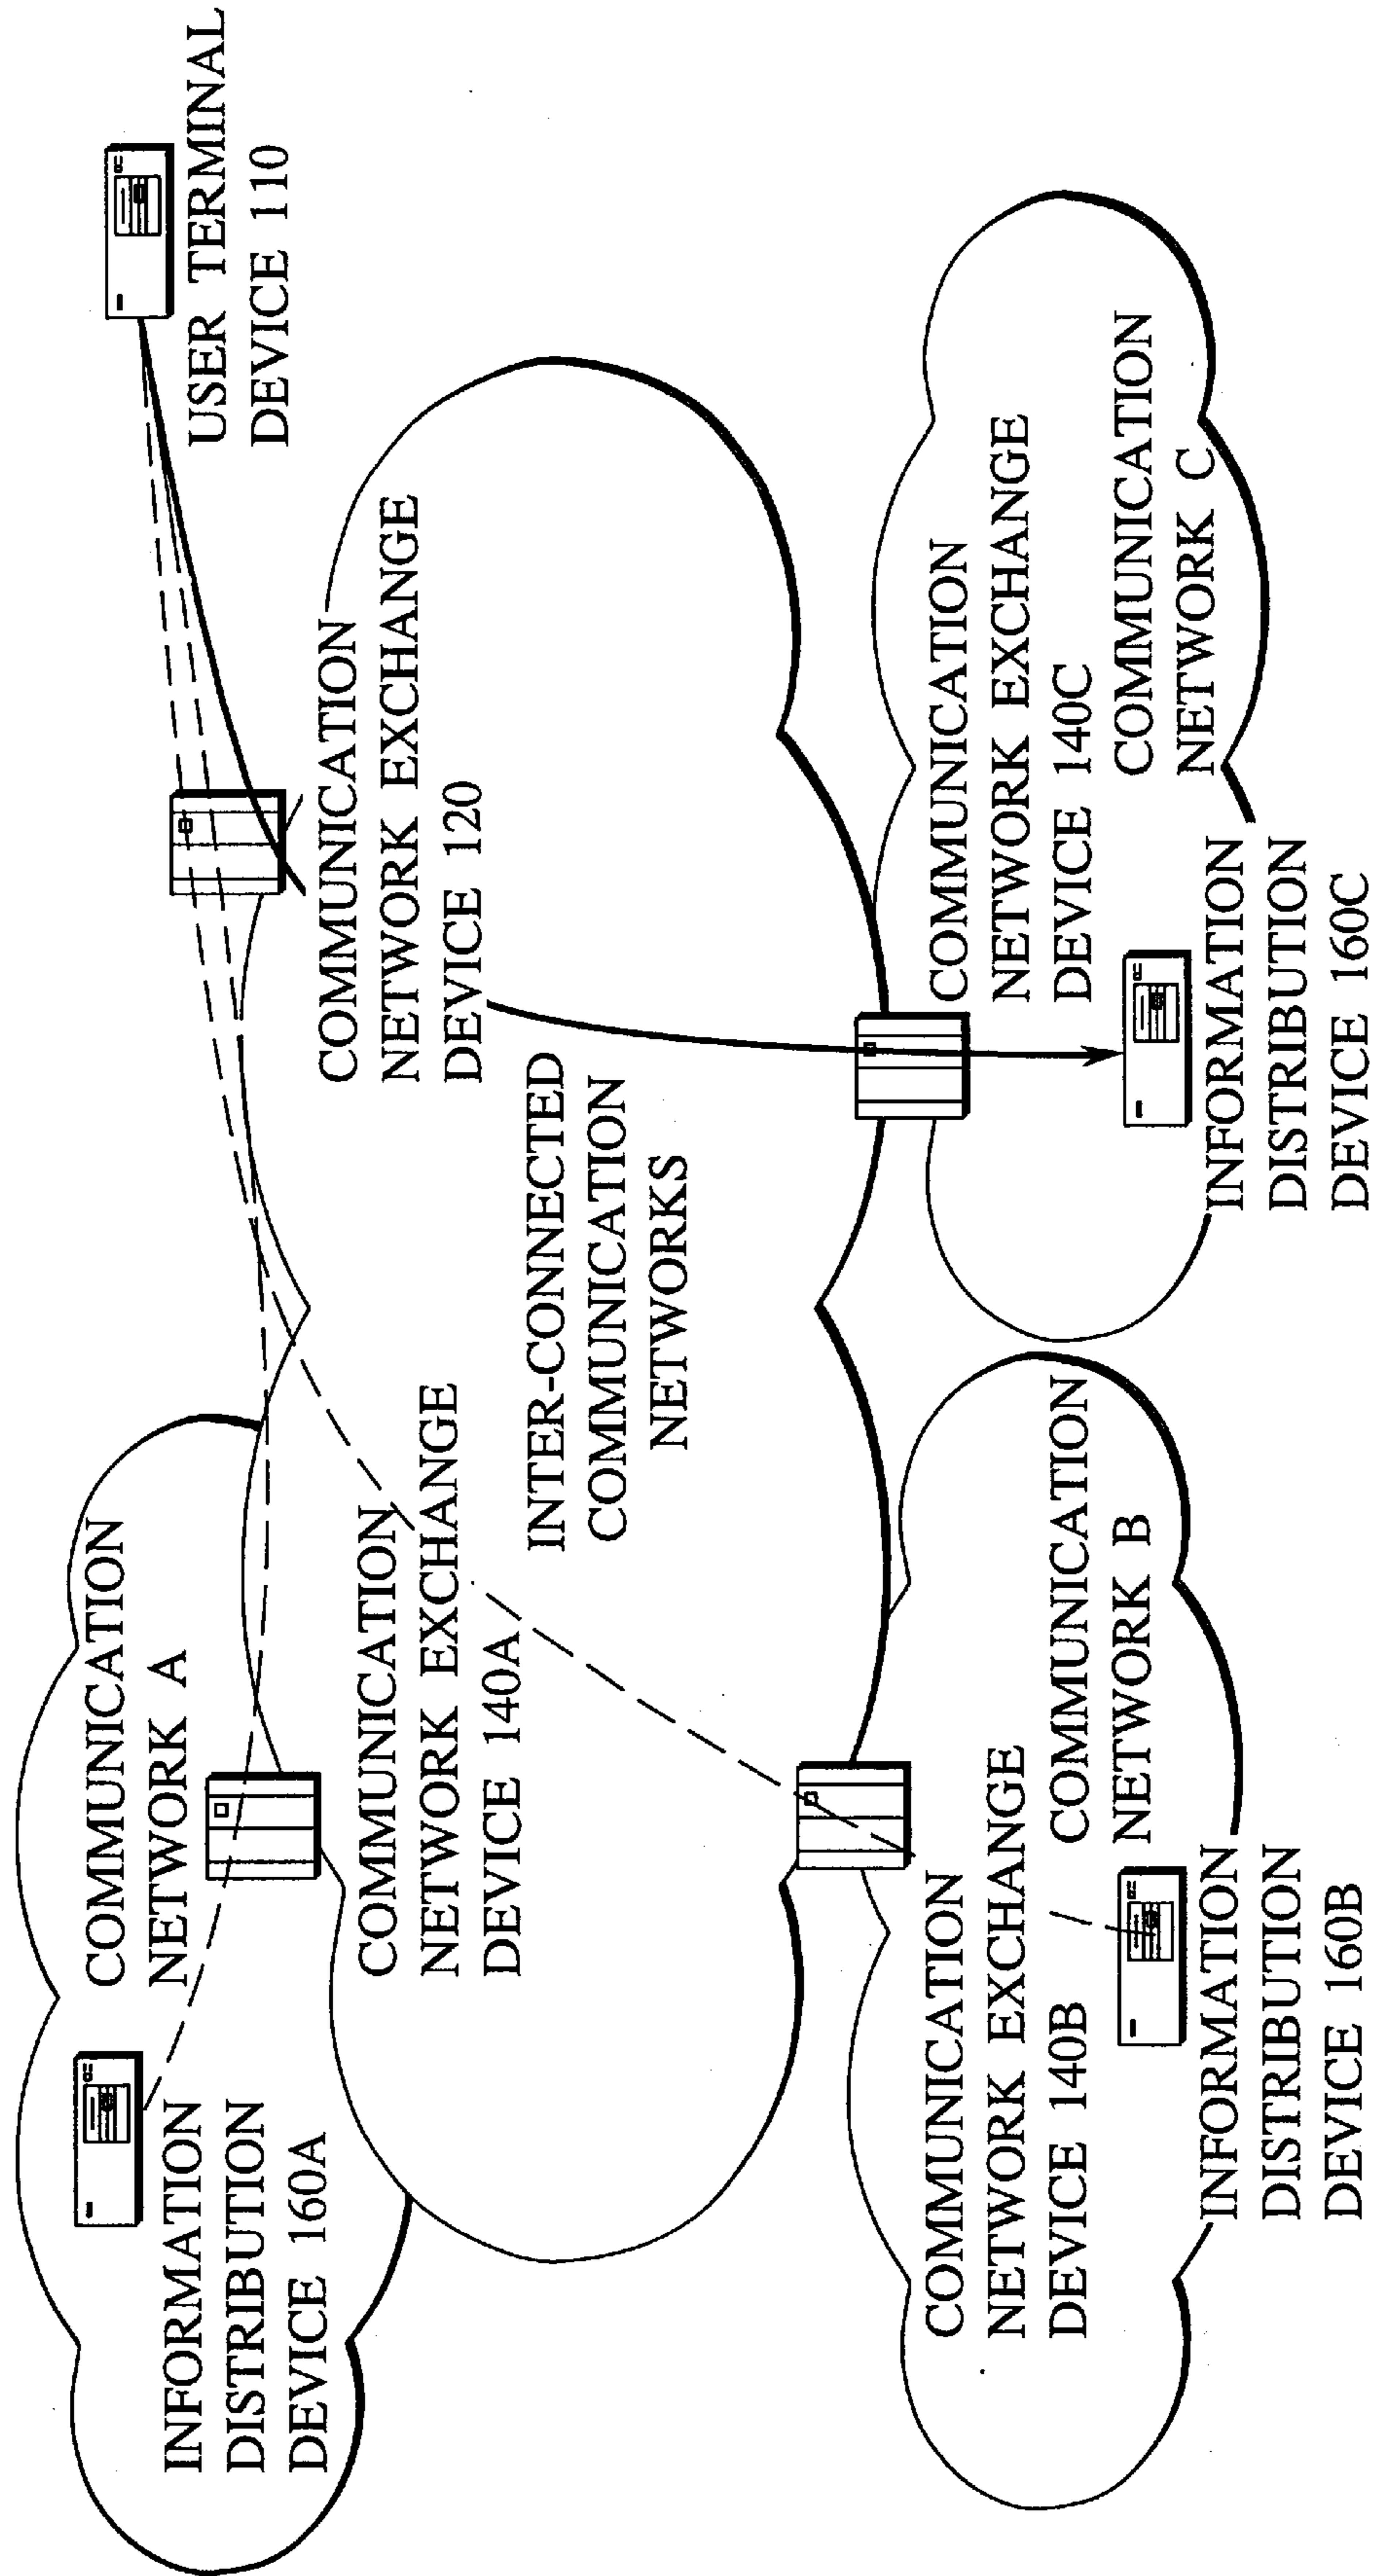 COMMUNICATION
NETWORK A
INFORMATION
DISTRIBUTION
DEVICE 160A
COMMUNICATION
NETWORK EXCHANGE
DEVICE 140A
USER TERMINAL
DEVICE 110
COMMUNICATION
NETWORK EXCHANGE
DEVICE 120
INTER-CONNECTED
COMMUNICATION
NETWORKS
COMMUNICATION
NETWORK EXCHANGE
DEVICE 140B
COMMUNICATION
NETWORK B
INFORMATION
DISTRIBUTION
DEVICE 160B
COMMUNICATION
NETWORK EXCHANGE
DEVICE 140C
COMMUNICATION
NETWORK C
INFORMATION
DISTRIBUTION
DEVICE 160C